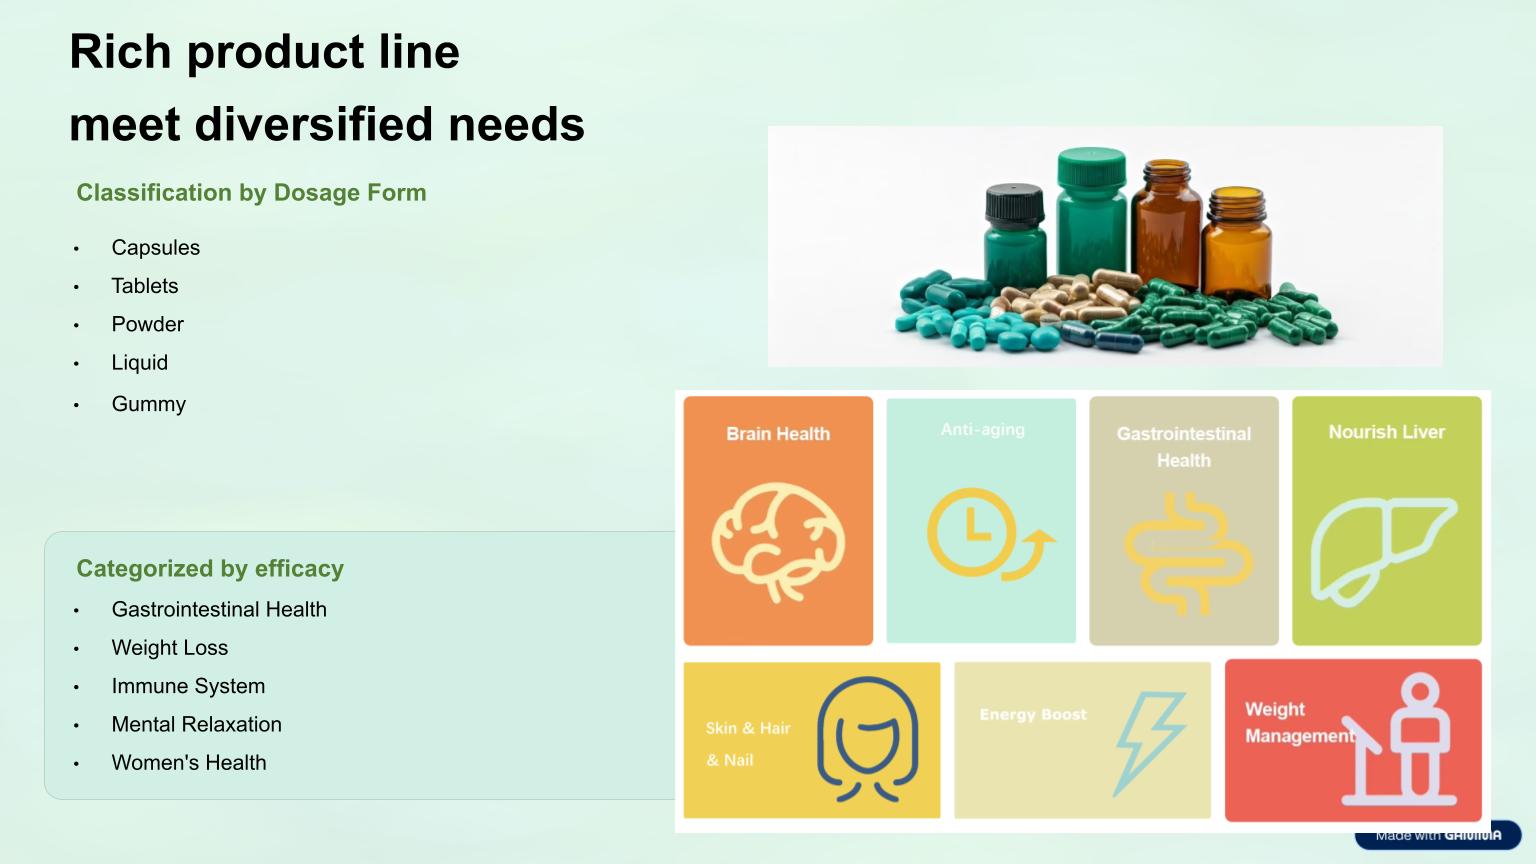 Rich product line
meet diversified needs
Classification by Dosage Form
• Capsules
• Tablets
• Powder
• Liquid
• Gummy
Categorized by efficacy
• Gastrointestinal Health
• Weight Loss
• Immune System
• Mental Relaxation
• Women's Health
Brain Health
Anti-aging
Gastrointestinal
Health
Nourish Liver
Skin & Hair
& Nail
Energy Boost
Weight
Management
Made with GAMMA